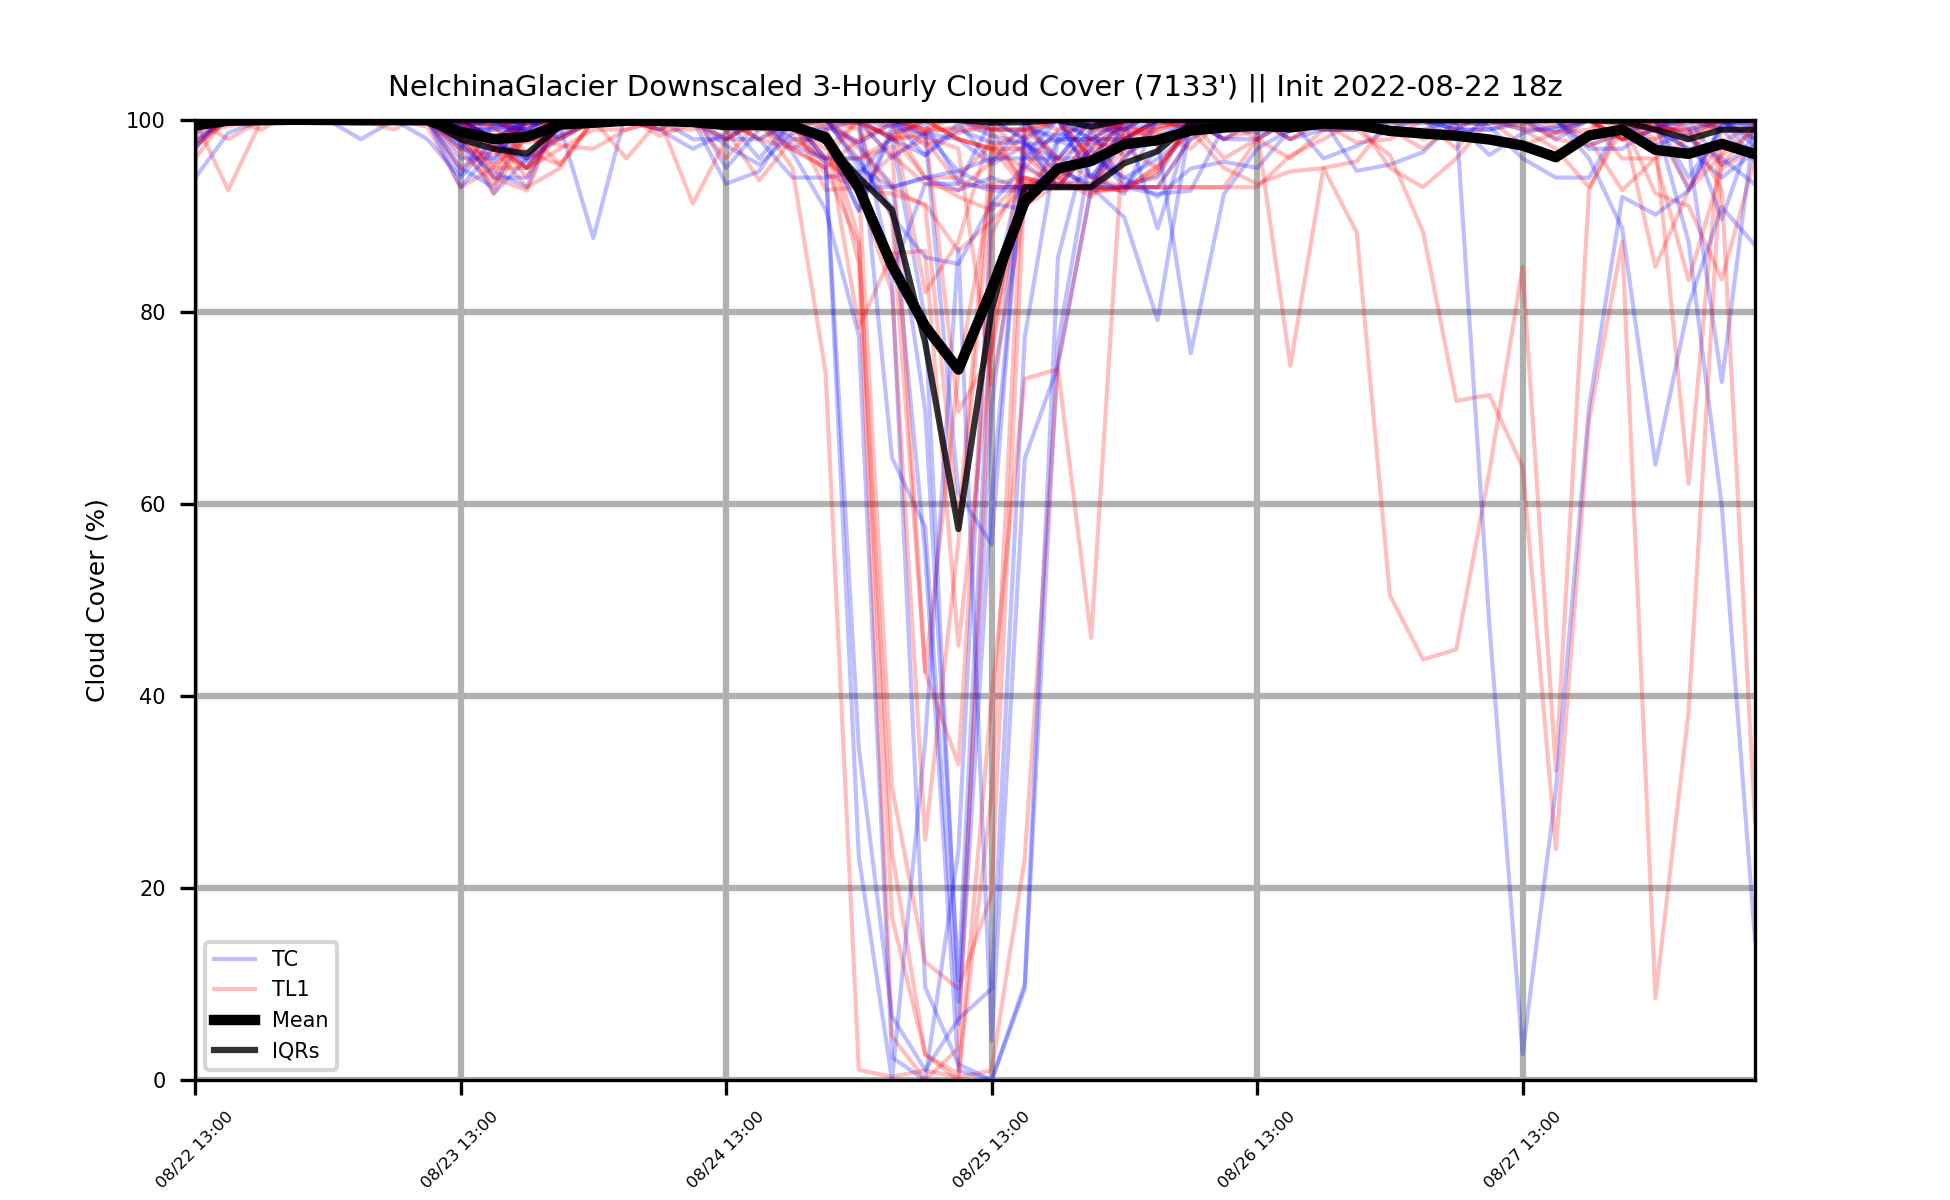 NelchinaGlacier Downscaled 3-Hourly Cloud Cover (7133') || Init 2022-08-22 18z
100
80
60
40
20
0
Cloud Cover (%)
TC
TL1
Mean
IQRs
08/22 13:00
08/23 13:00
08/24 13:00
08/25 13:00
08/26 13:00
08/27 13:00